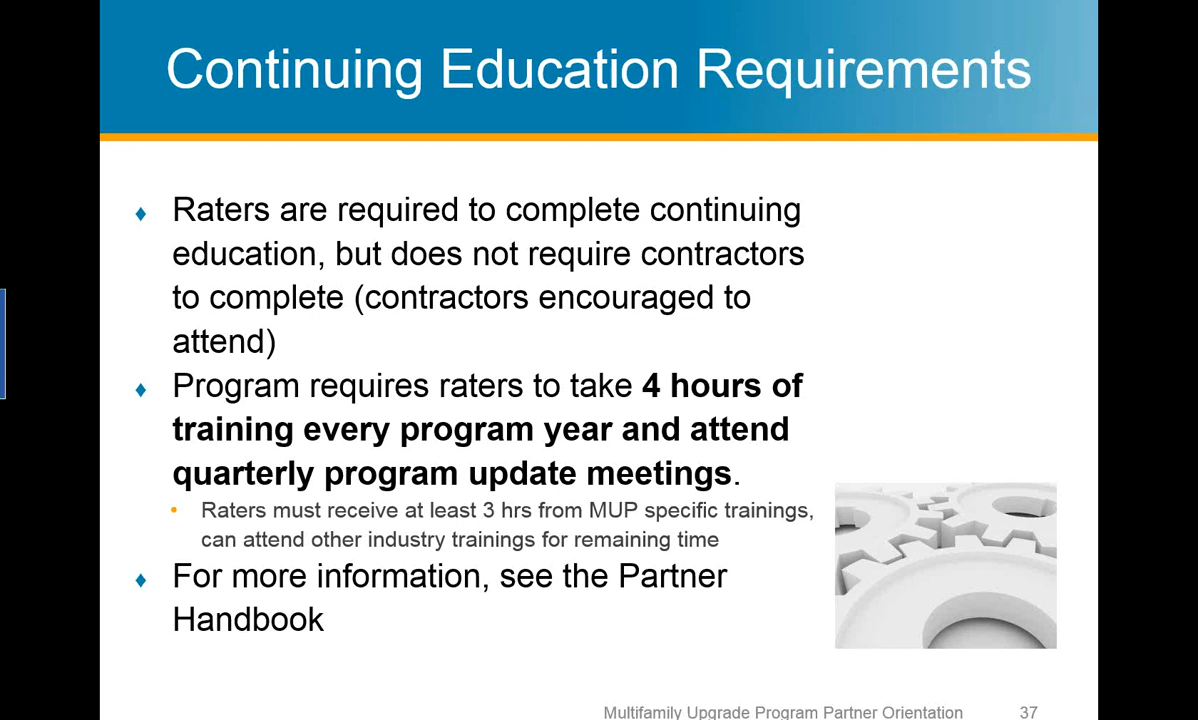 Continuing Education Requirements
♦ Raters are required to complete continuing
education, but does not require contractors
to complete (contractors encouraged to
attend)
♦ Program requires raters to take 4 hours of
training every program year and attend
quarterly program update meetings.
• Raters must receive at least 3 hrs from MUP specific trainings,
can attend other industry trainings for remaining time
♦ For more information, see the Partner
Handbook
Multifamily Upgrade Program Partner Orientation 37